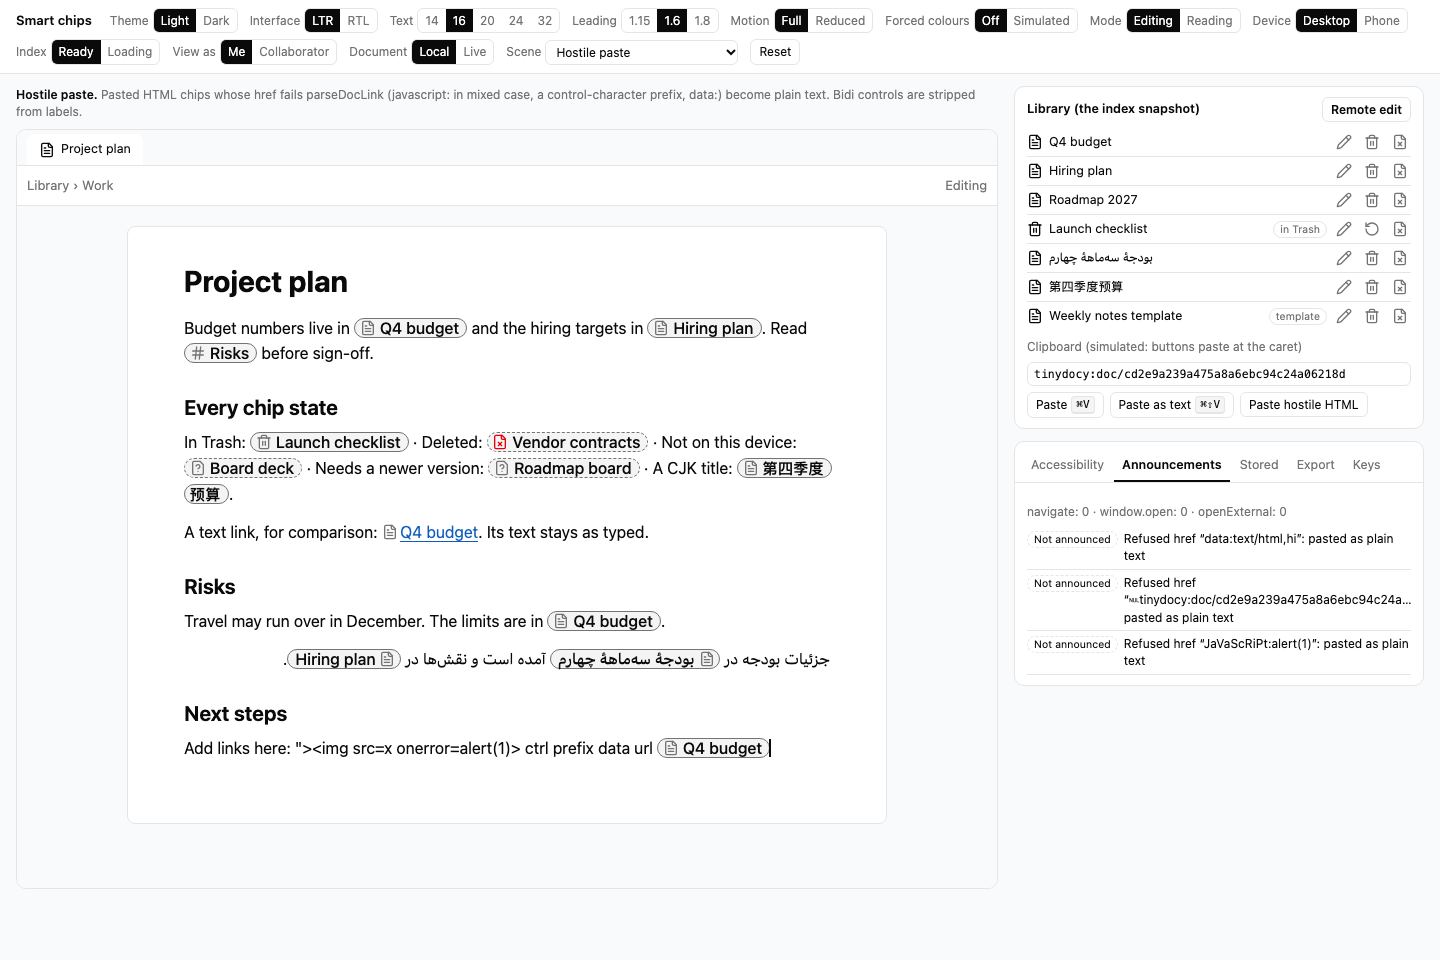 Smart chips Theme Light Dark Interface LTR RTL Text 14 16 20 24 32 Leading 1.15 1.6 1.8 Motion Full Reduced Forced colours Off Simulated Mode Editing Reading Device Desktop Phone
Index Ready Loading View as Me Collaborator Document Local Live Scene Hostile paste Reset
Hostile paste. Pasted HTML chips whose href fails parseDocLink (javascript: in mixed case, a control-character prefix, data:) become plain text. Bidi controls are stripped
from labels.
Project plan
Library › Work Editing
Project plan
Budget numbers live in Q4 budget and the hiring targets in Hiring plan. Read
# Risks before sign-off.
Every chip state
In Trash: Launch checklist · Deleted: Vendor contracts · Not on this device:
Board deck · Needs a newer version: Roadmap board · A CJK title: 第四季度
预算.
A text link, for comparison: Q4 budget. Its text stays as typed.
Risks
Travel may run over in December. The limits are in Q4 budget.
جزئیات بودجه در بودجهٔ سه‌ماههٔ چهارم آمده است و نقش‌ها در Hiring plan.
Next steps
Add links here: "><img src=x onerror=alert(1)> ctrl prefix data url Q4 budget
Library (the index snapshot) Remote edit
Q4 budget
Hiring plan
Roadmap 2027
Launch checklist in Trash
بودجهٔ سه‌ماههٔ چهارم
第四季度预算
Weekly notes template template
Clipboard (simulated: buttons paste at the caret)
tinydocy:doc/cd2e9a239a475a8a6ebc94c24a06218d
Paste ⌘V Paste as text ⌘⇧V Paste hostile HTML
Accessibility Announcements Stored Export Keys
navigate: 0 · window.open: 0 · openExternal: 0
Not announced Refused href “data:text/html,hi”: pasted as plain
text
Not announced Refused href
“␀tinydocy:doc/cd2e9a239a475a8a6ebc94c24a...
pasted as plain text
Not announced Refused href “JaVaScRiPt:alert(1)”: pasted as plain
text